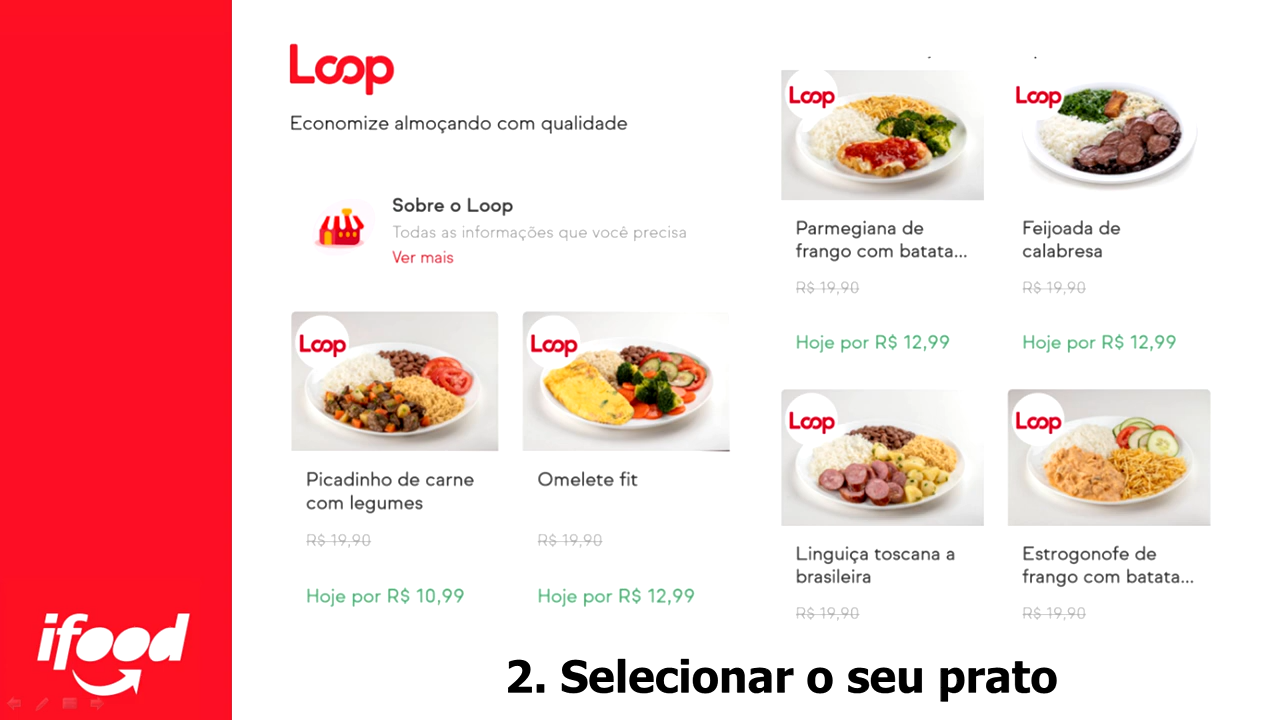 Loop
Economize almoçando com qualidade
Sobre o Loop
Todas as informações que você precisa
Ver mais
Loop
Picadinho de carne
com legumes
R$ 19,90
Hoje por R$ 10,99
Loop
Omelete fit
R$ 19,90
Hoje por R$ 12,99
Loop
Parmegiana de
frango com batata...
R$ 19,90
Hoje por R$ 12,99
Loop
Feijoada de
calabresa
R$ 19,90
Hoje por R$ 12,99
Loop
Linguiça toscana a
brasileira
R$ 19,90
Loop
Estrogonofe de
frango com batata...
R$ 19,90
ifood
2. Selecionar o seu prato